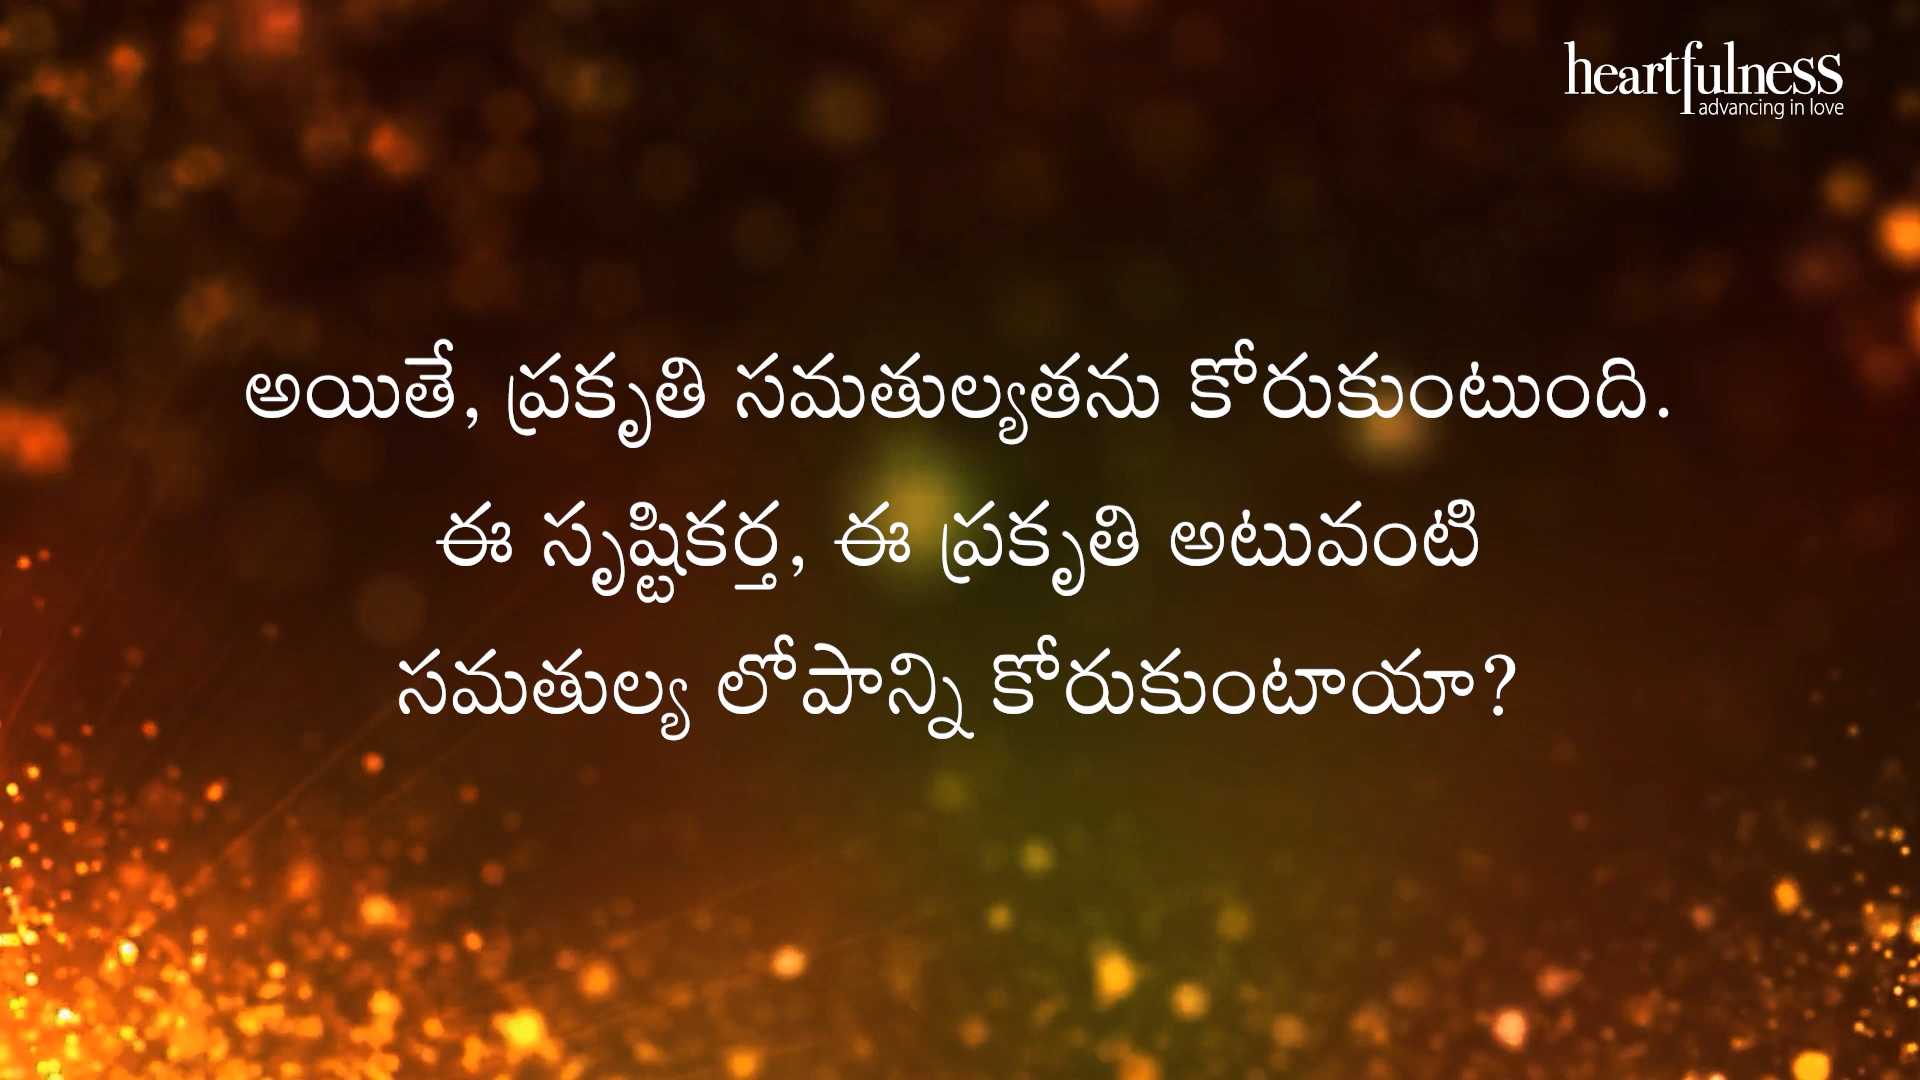 heartfulness
advancing in love
అయితే, ప్రకృతి సమతుల్యతను కోరుకుంటుంది.
ఈ సృష్టికర్త, ఈ ప్రకృతి అటువంటి
సమతుల్య లోపాన్ని కోరుకుంటాయా?